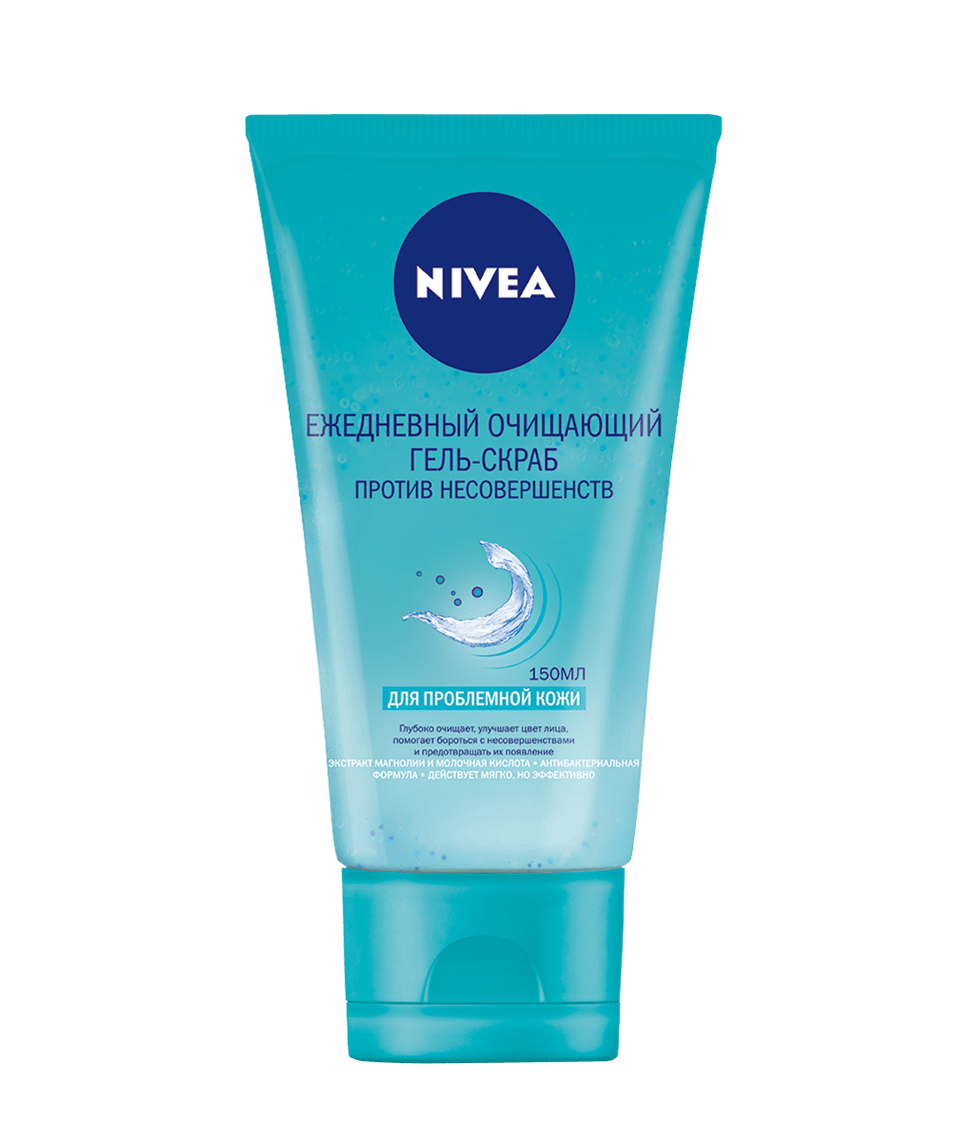 NIVEA
ЕЖЕДНЕВНЫЙ ОЧИЩАЮЩИЙ
ГЕЛЬ-СКРАБ
ПРОТИВ НЕСОВЕРШЕНСТВ
150МЛ
ДЛЯ ПРОБЛЕМНОЙ КОЖИ
Глубоко очищает, улучшает цвет лица,
помогает бороться с несовершенствами
и предотвращать их появление
ЭКСТРАКТ МАГНОЛИИ И МОЛОЧНАЯ КИСЛОТА • АНТИБАКТЕРИАЛЬНАЯ
ФОРМУЛА • ДЕЙСТВУЕТ МЯГКО, НО ЭФФЕКТИВНО